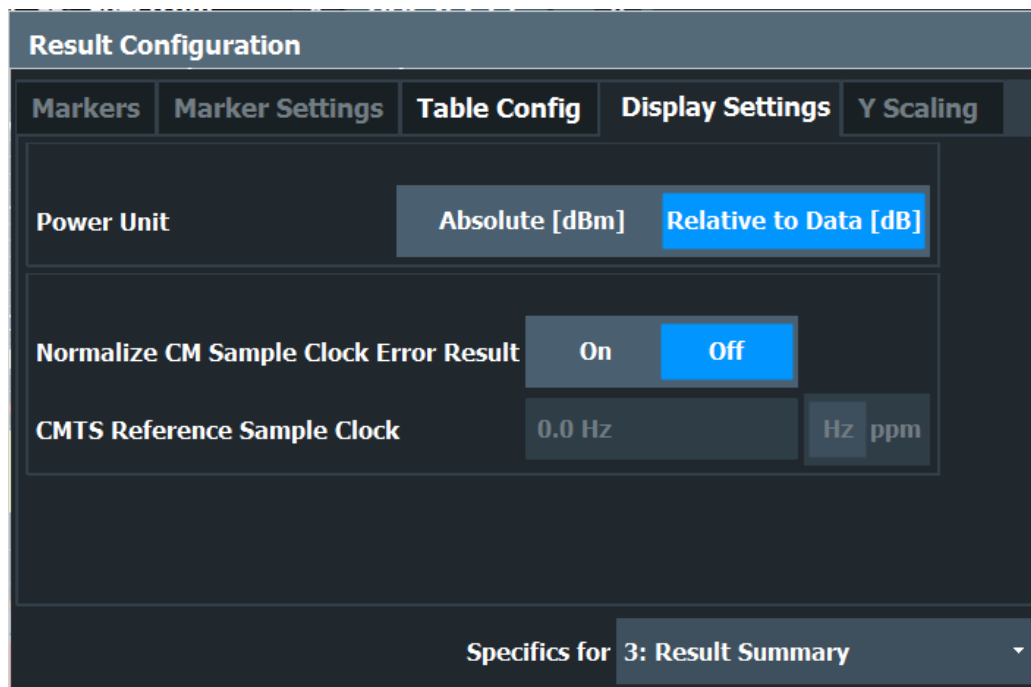 Result Configuration
Markers Marker Settings Table Config Display Settings Y Scaling
Power Unit Absolute [dBm] Relative to Data [dB]
Normalize CM Sample Clock Error Result On Off
CMTS Reference Sample Clock 0.0 Hz Hz ppm
Specifics for 3: Result Summary